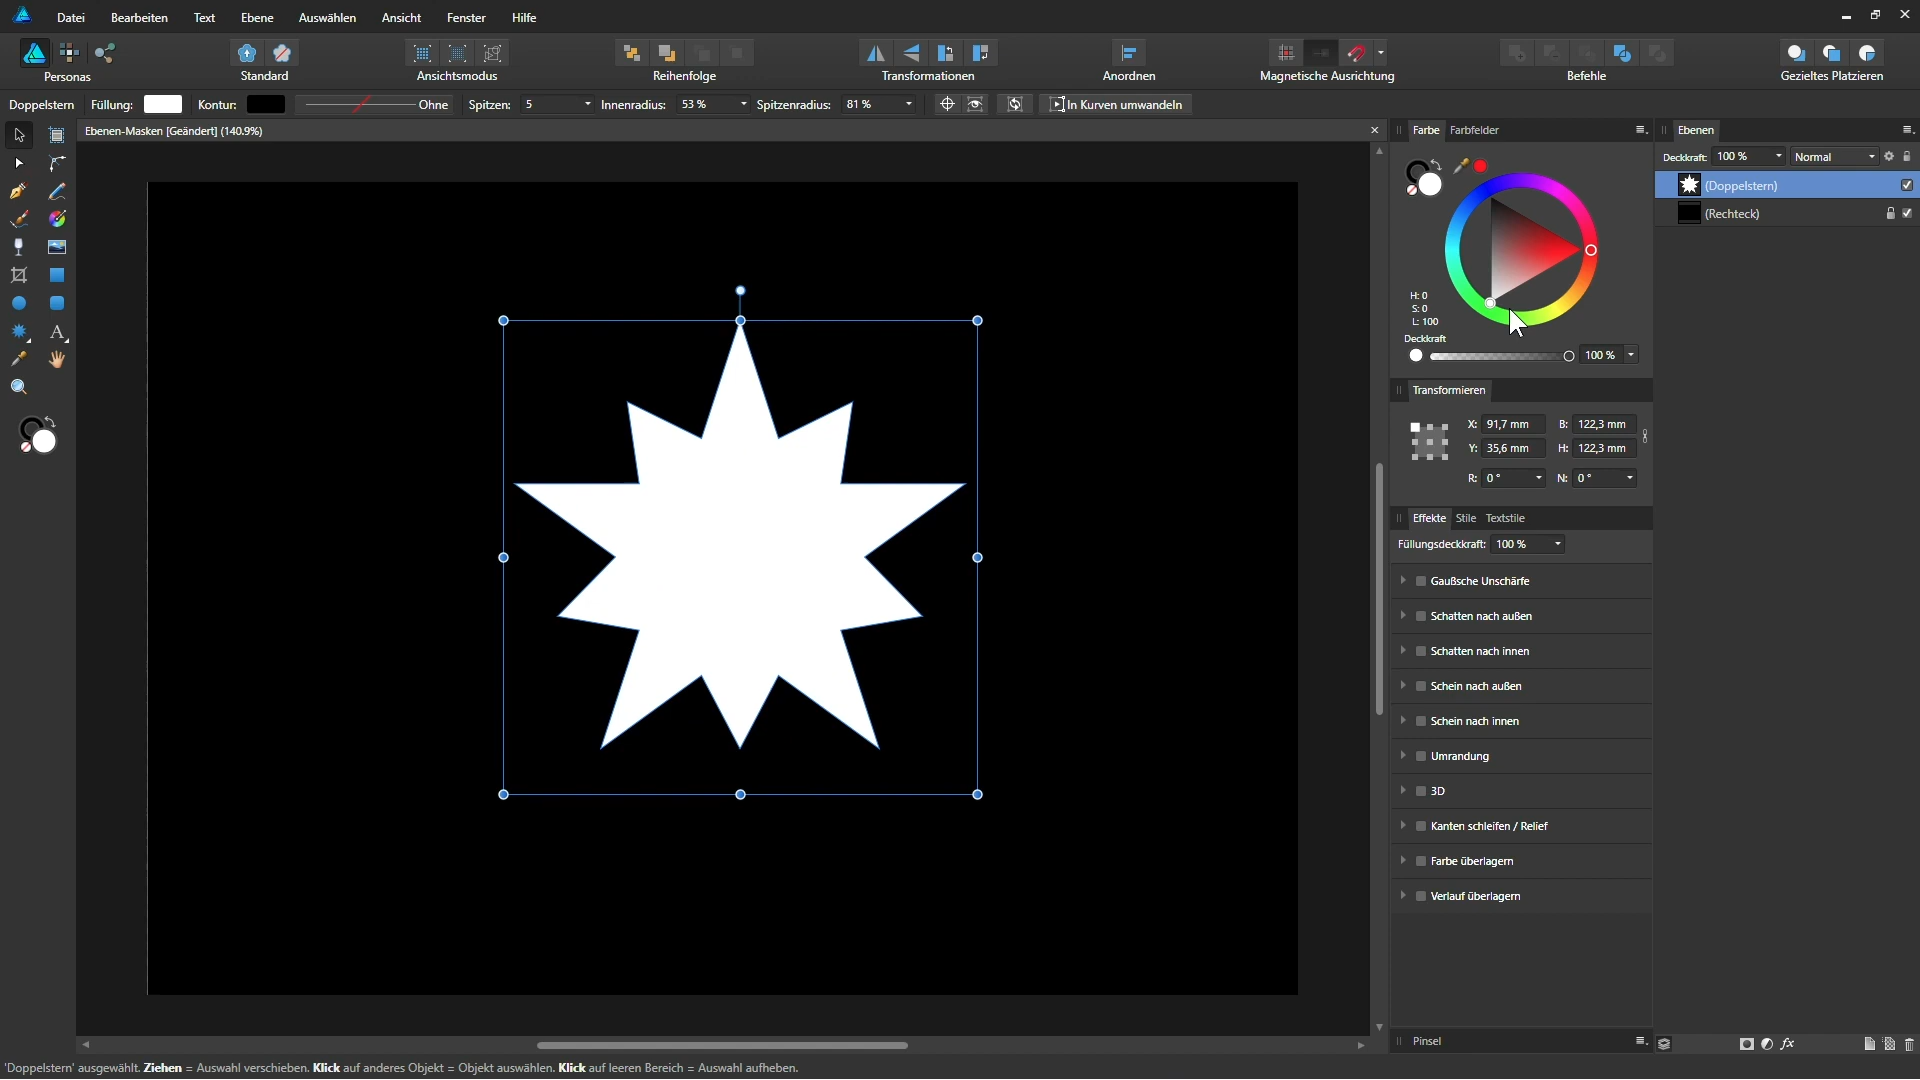 Datei Bearbeiten Text Ebene Auswählen Ansicht Fenster Hilfe
Personas Standard Ansichtsmodus Reihenfolge Transformationen Anordnen Magnetische Ausrichtung Befehle Gezieltes Platzieren
Doppelstern Füllung: Kontur: Ohne Spitzen: 5 Innenradius: 53 % Spitzenradius: 81 % In Kurven umwandeln
Ebenen-Masken [Geändert] (140.9%)
Farbe Farbfelder
H: 0
S: 0
L: 100
Deckkraft
100 %
Transformieren
X: 91,7 mm B: 122,3 mm
Y: 35,6 mm H: 122,3 mm
R: 0 ° N: 0 °
Effekte Stile Textstile
Füllungsdeckkraft: 100 %
Gaußsche Unschärfe
Schatten nach außen
Schatten nach innen
Schein nach außen
Schein nach innen
Umrandung
3D
Kanten schleifen / Relief
Farbe überlagern
Verlauf überlagern
Pinsel
Ebenen
Deckkraft: 100 % Normal
(Doppelstern)
(Rechteck)
fx
A
'Doppelstern' ausgewählt. Ziehen = Auswahl verschieben. Klick auf anderes Objekt = Objekt auswählen. Klick auf leeren Bereich = Auswahl aufheben.